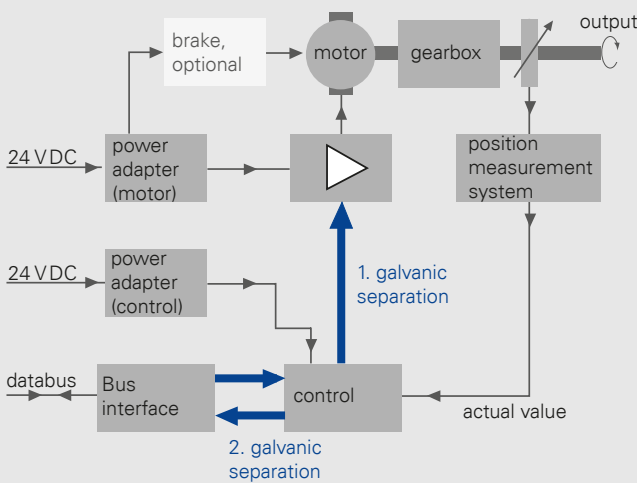 output
brake,
optional
motor
gearbox
24 V DC
power
adapter
(motor)
position
measurement
system
24 V DC
power
adapter
(control)
1. galvanic
separation
databus
Bus
interface
control
actual value
2. galvanic
separation